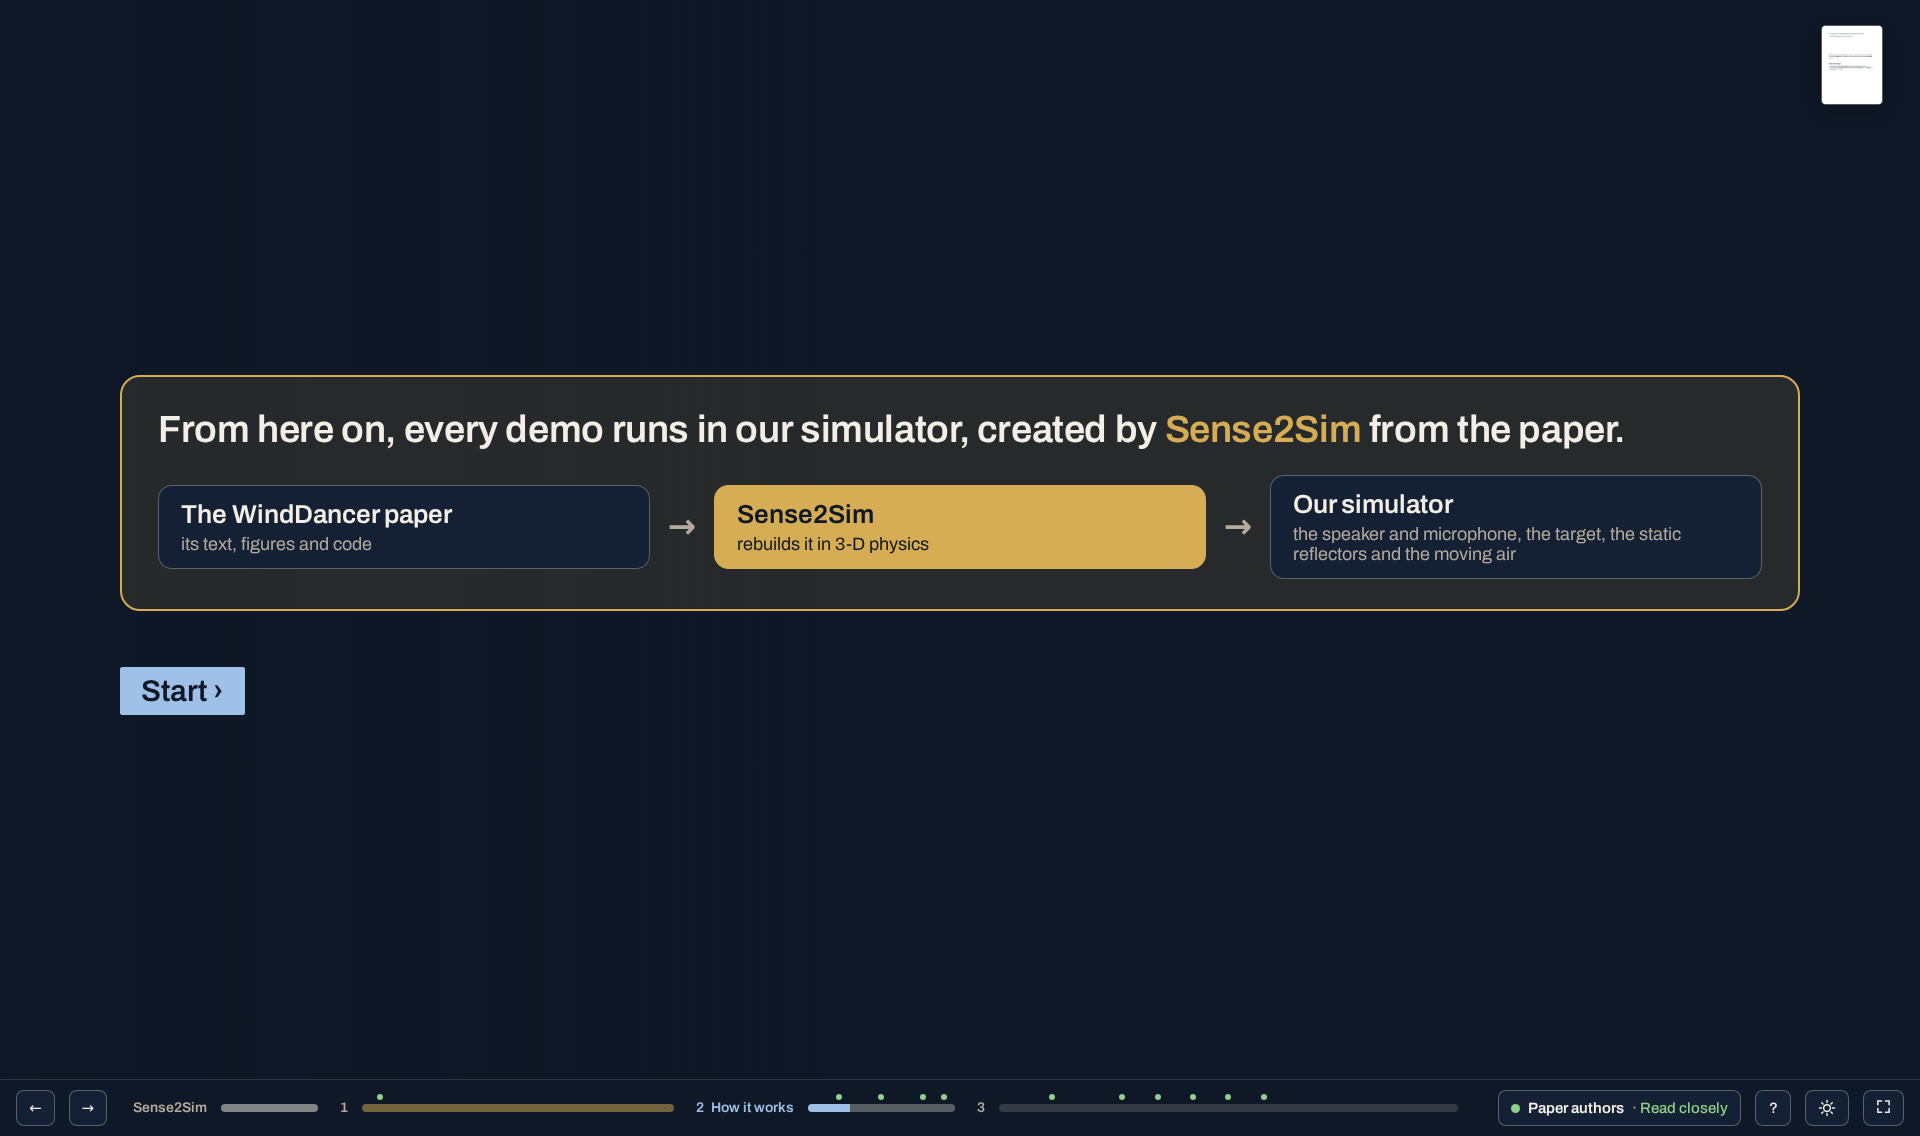 From here on, every demo runs in our simulator, created by Sense2Sim from the paper.
The WindDancer paper
its text, figures and code
→
Sense2Sim
rebuilds it in 3-D physics
→
Our simulator
the speaker and microphone, the target, the static
reflectors and the moving air
Start ›
← → Sense2Sim 1 2 How it works 3 Paper authors · Read closely ?